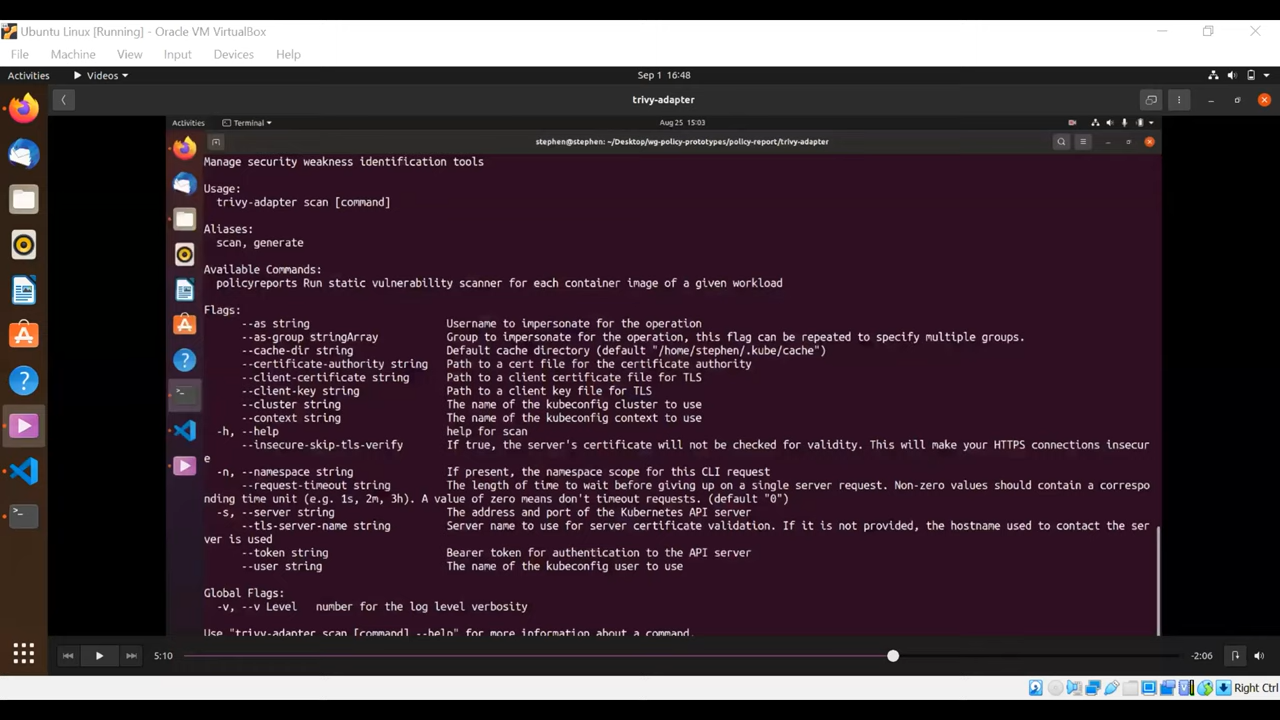 Ubuntu Linux [Running] - Oracle VM VirtualBox
File Machine View Input Devices Help
Activities Videos Sep 1 16:48
trivy-adapter
Activities Terminal Aug 25 15:03
stephen@stephen: ~/Desktop/wg-policy-prototypes/policy-report/trivy-adapter
Manage security weakness identification tools
Usage:
trivy-adapter scan [command]
Aliases:
scan, generate
Available Commands:
policyreports Run static vulnerability scanner for each container image of a given workload
Flags:
--as string Username to impersonate for the operation
--as-group stringArray Group to impersonate for the operation, this flag can be repeated to specify multiple groups.
--cache-dir string Default cache directory (default "/home/stephen/.kube/cache")
--certificate-authority string Path to a cert file for the certificate authority
--client-certificate string Path to a client certificate file for TLS
--client-key string Path to a client key file for TLS
--cluster string The name of the kubeconfig cluster to use
--context string The name of the kubeconfig context to use
-h, --help help for scan
--insecure-skip-tls-verify If true, the server's certificate will not be checked for validity. This will make your HTTPS connections insecur
e
-n, --namespace string If present, the namespace scope for this CLI request
--request-timeout string The length of time to wait before giving up on a single server request. Non-zero values should contain a correspo
nding time unit (e.g. 1s, 2m, 3h). A value of zero means don't timeout requests. (default "0")
-s, --server string The address and port of the Kubernetes API server
--tls-server-name string Server name to use for server certificate validation. If it is not provided, the hostname used to contact the ser
ver is used
--token string Bearer token for authentication to the API server
--user string The name of the kubeconfig user to use
Global Flags:
-v, --v Level number for the log level verbosity
Use "trivy-adapter scan [command] --help" for more information about a command.
5:10 -2:06
Right Ctrl